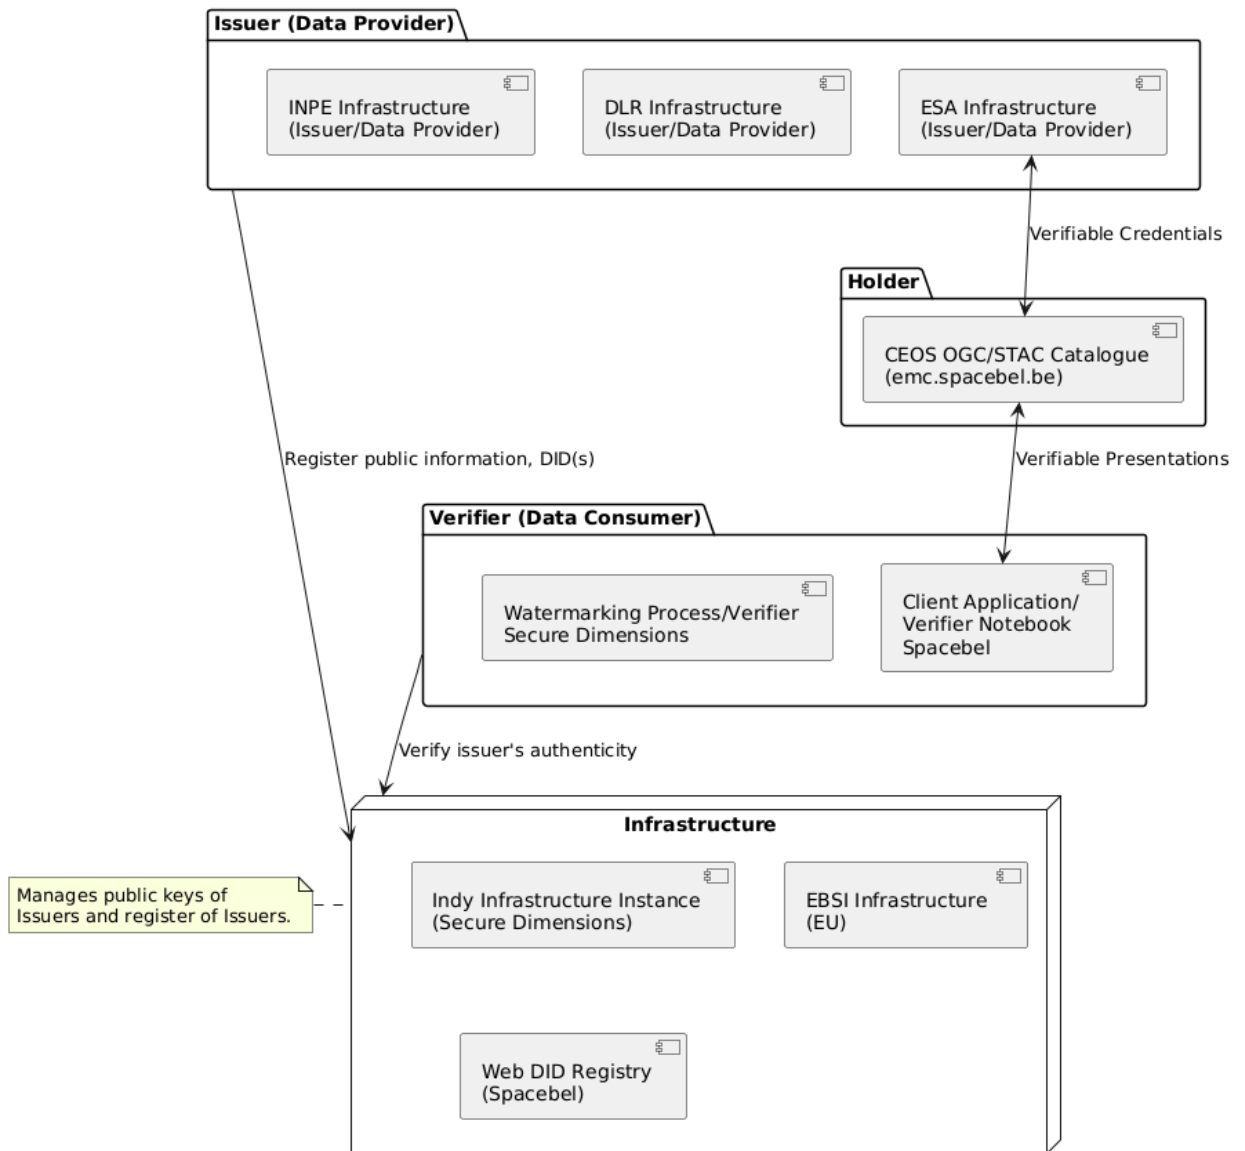 Issuer (Data Provider)
INPE Infrastructure
(Issuer/Data Provider)
DLR Infrastructure
(Issuer/Data Provider)
ESA Infrastructure
(Issuer/Data Provider)
Verifiable Credentials
Holder
CEOS OGC/STAC Catalogue
(emc.spacebel.be)
Register public information, DID(s)
Verifiable Presentations
Verifier (Data Consumer)
Watermarking Process/Verifier
Secure Dimensions
Client Application/
Verifier Notebook
Spacebel
Verify issuer's authenticity
Infrastructure
Manages public keys of
Issuers and register of Issuers.
Indy Infrastructure Instance
(Secure Dimensions)
EBSI Infrastructure
(EU)
Web DID Registry
(Spacebel)